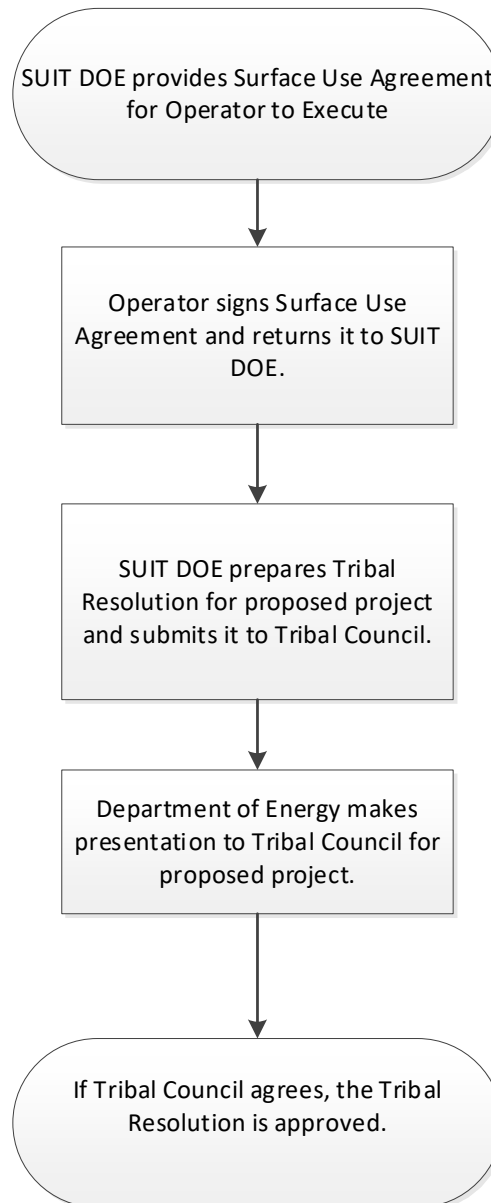 SUIT DOE provides Surface Use Agreement
for Operator to Execute
Operator signs Surface Use
Agreement and returns it to SUIT
DOE.
SUIT DOE prepares Tribal
Resolution for proposed project
and submits it to Tribal Council.
Department of Energy makes
presentation to Tribal Council for
proposed project.
If Tribal Council agrees, the Tribal
Resolution is approved.